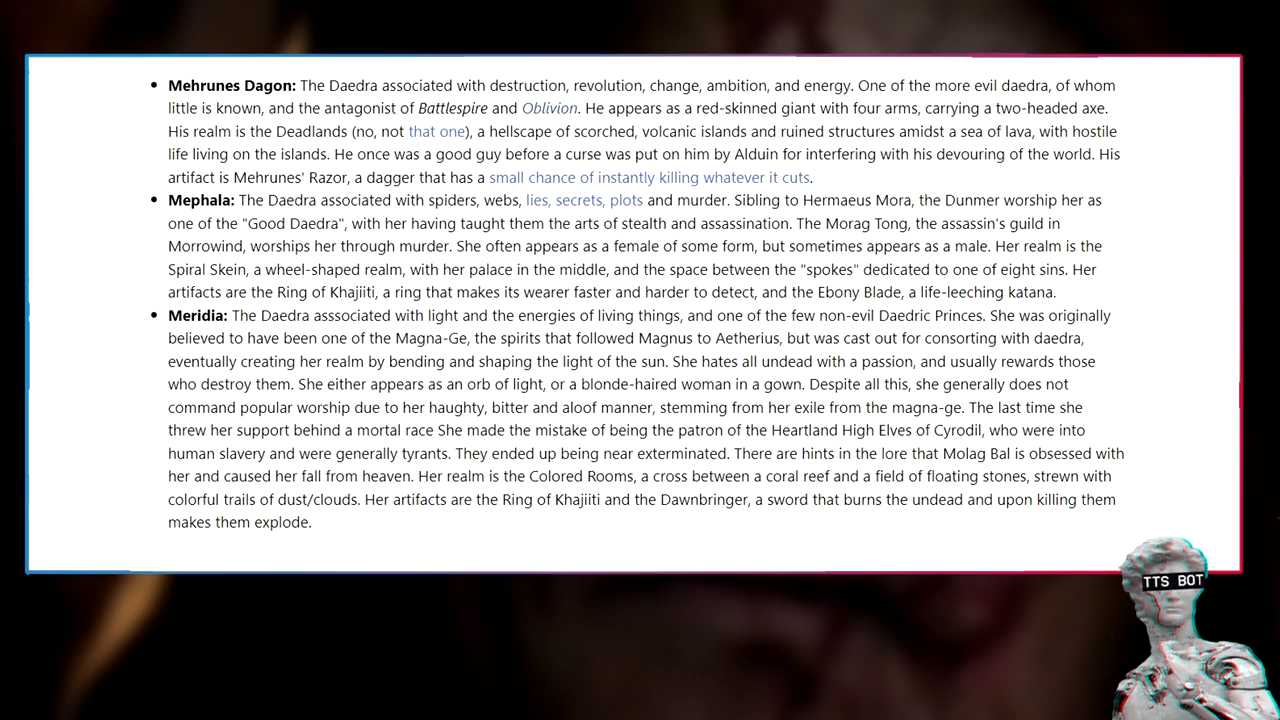 • Mehrunes Dagon: The Daedra associated with destruction, revolution, change, ambition, and energy. One of the more evil daedra, of whom
little is known, and the antagonist of Battlespire and Oblivion. He appears as a red-skinned giant with four arms, carrying a two-headed axe.
His realm is the Deadlands (no, not that one), a hellscape of scorched, volcanic islands and ruined structures amidst a sea of lava, with hostile
life living on the islands. He once was a good guy before a curse was put on him by Alduin for interfering with his devouring of the world. His
artifact is Mehrunes' Razor, a dagger that has a small chance of instantly killing whatever it cuts.
• Mephala: The Daedra associated with spiders, webs, lies, secrets, plots and murder. Sibling to Hermaeus Mora, the Dunmer worship her as
one of the "Good Daedra", with her having taught them the arts of stealth and assassination. The Morag Tong, the assassin's guild in
Morrowind, worships her through murder. She often appears as a female of some form, but sometimes appears as a male. Her realm is the
Spiral Skein, a wheel-shaped realm, with her palace in the middle, and the space between the "spokes" dedicated to one of eight sins. Her
artifacts are the Ring of Khajiiti, a ring that makes its wearer faster and harder to detect, and the Ebony Blade, a life-leeching katana.
• Meridia: The Daedra asssociated with light and the energies of living things, and one of the few non-evil Daedric Princes. She was originally
believed to have been one of the Magna-Ge, the spirits that followed Magnus to Aetherius, but was cast out for consorting with daedra,
eventually creating her realm by bending and shaping the light of the sun. She hates all undead with a passion, and usually rewards those
who destroy them. She either appears as an orb of light, or a blonde-haired woman in a gown. Despite all this, she generally does not
command popular worship due to her haughty, bitter and aloof manner, stemming from her exile from the magna-ge. The last time she
threw her support behind a mortal race She made the mistake of being the patron of the Heartland High Elves of Cyrodil, who were into
human slavery and were generally tyrants. They ended up being near exterminated. There are hints in the lore that Molag Bal is obsessed with
her and caused her fall from heaven. Her realm is the Colored Rooms, a cross between a coral reef and a field of floating stones, strewn with
colorful trails of dust/clouds. Her artifacts are the Ring of Khajiiti and the Dawnbringer, a sword that burns the undead and upon killing them
makes them explode.
TTS BOT